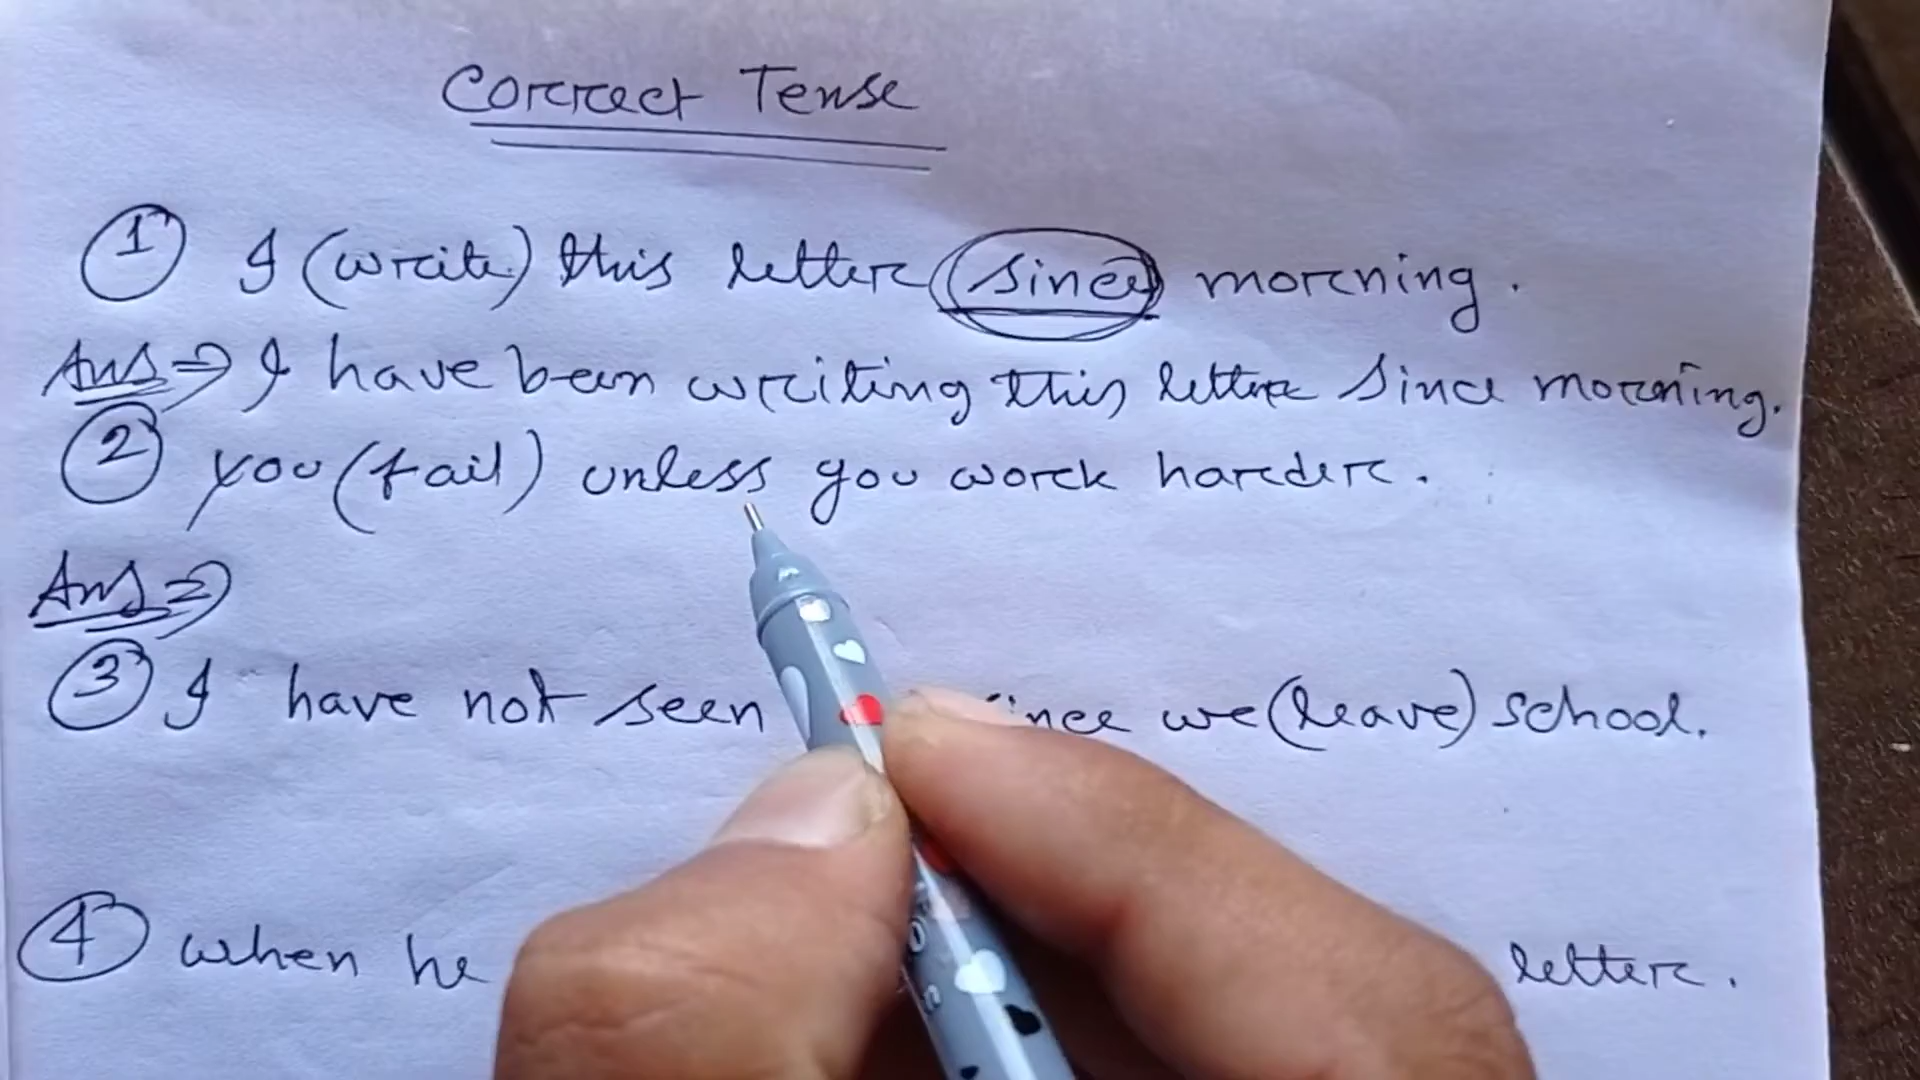 Correct Tense
1 I (write) this letter since morning.
Ans⇒ I have been writing this letter since morning.
2 you (fail) unless you work harder.
Ans⇒
3 I have not seen since we (leave) school.
4 when he letter.